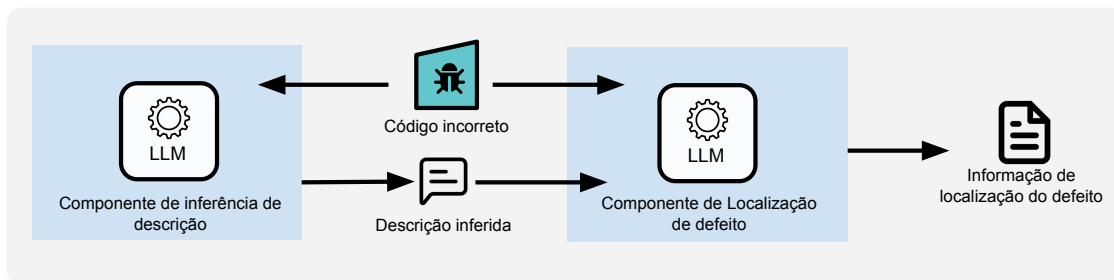 LLM
Componente de inferência de
descrição
Código incorreto
Descrição inferida
LLM
Componente de Localização
de defeito
Informação de
localização do defeito